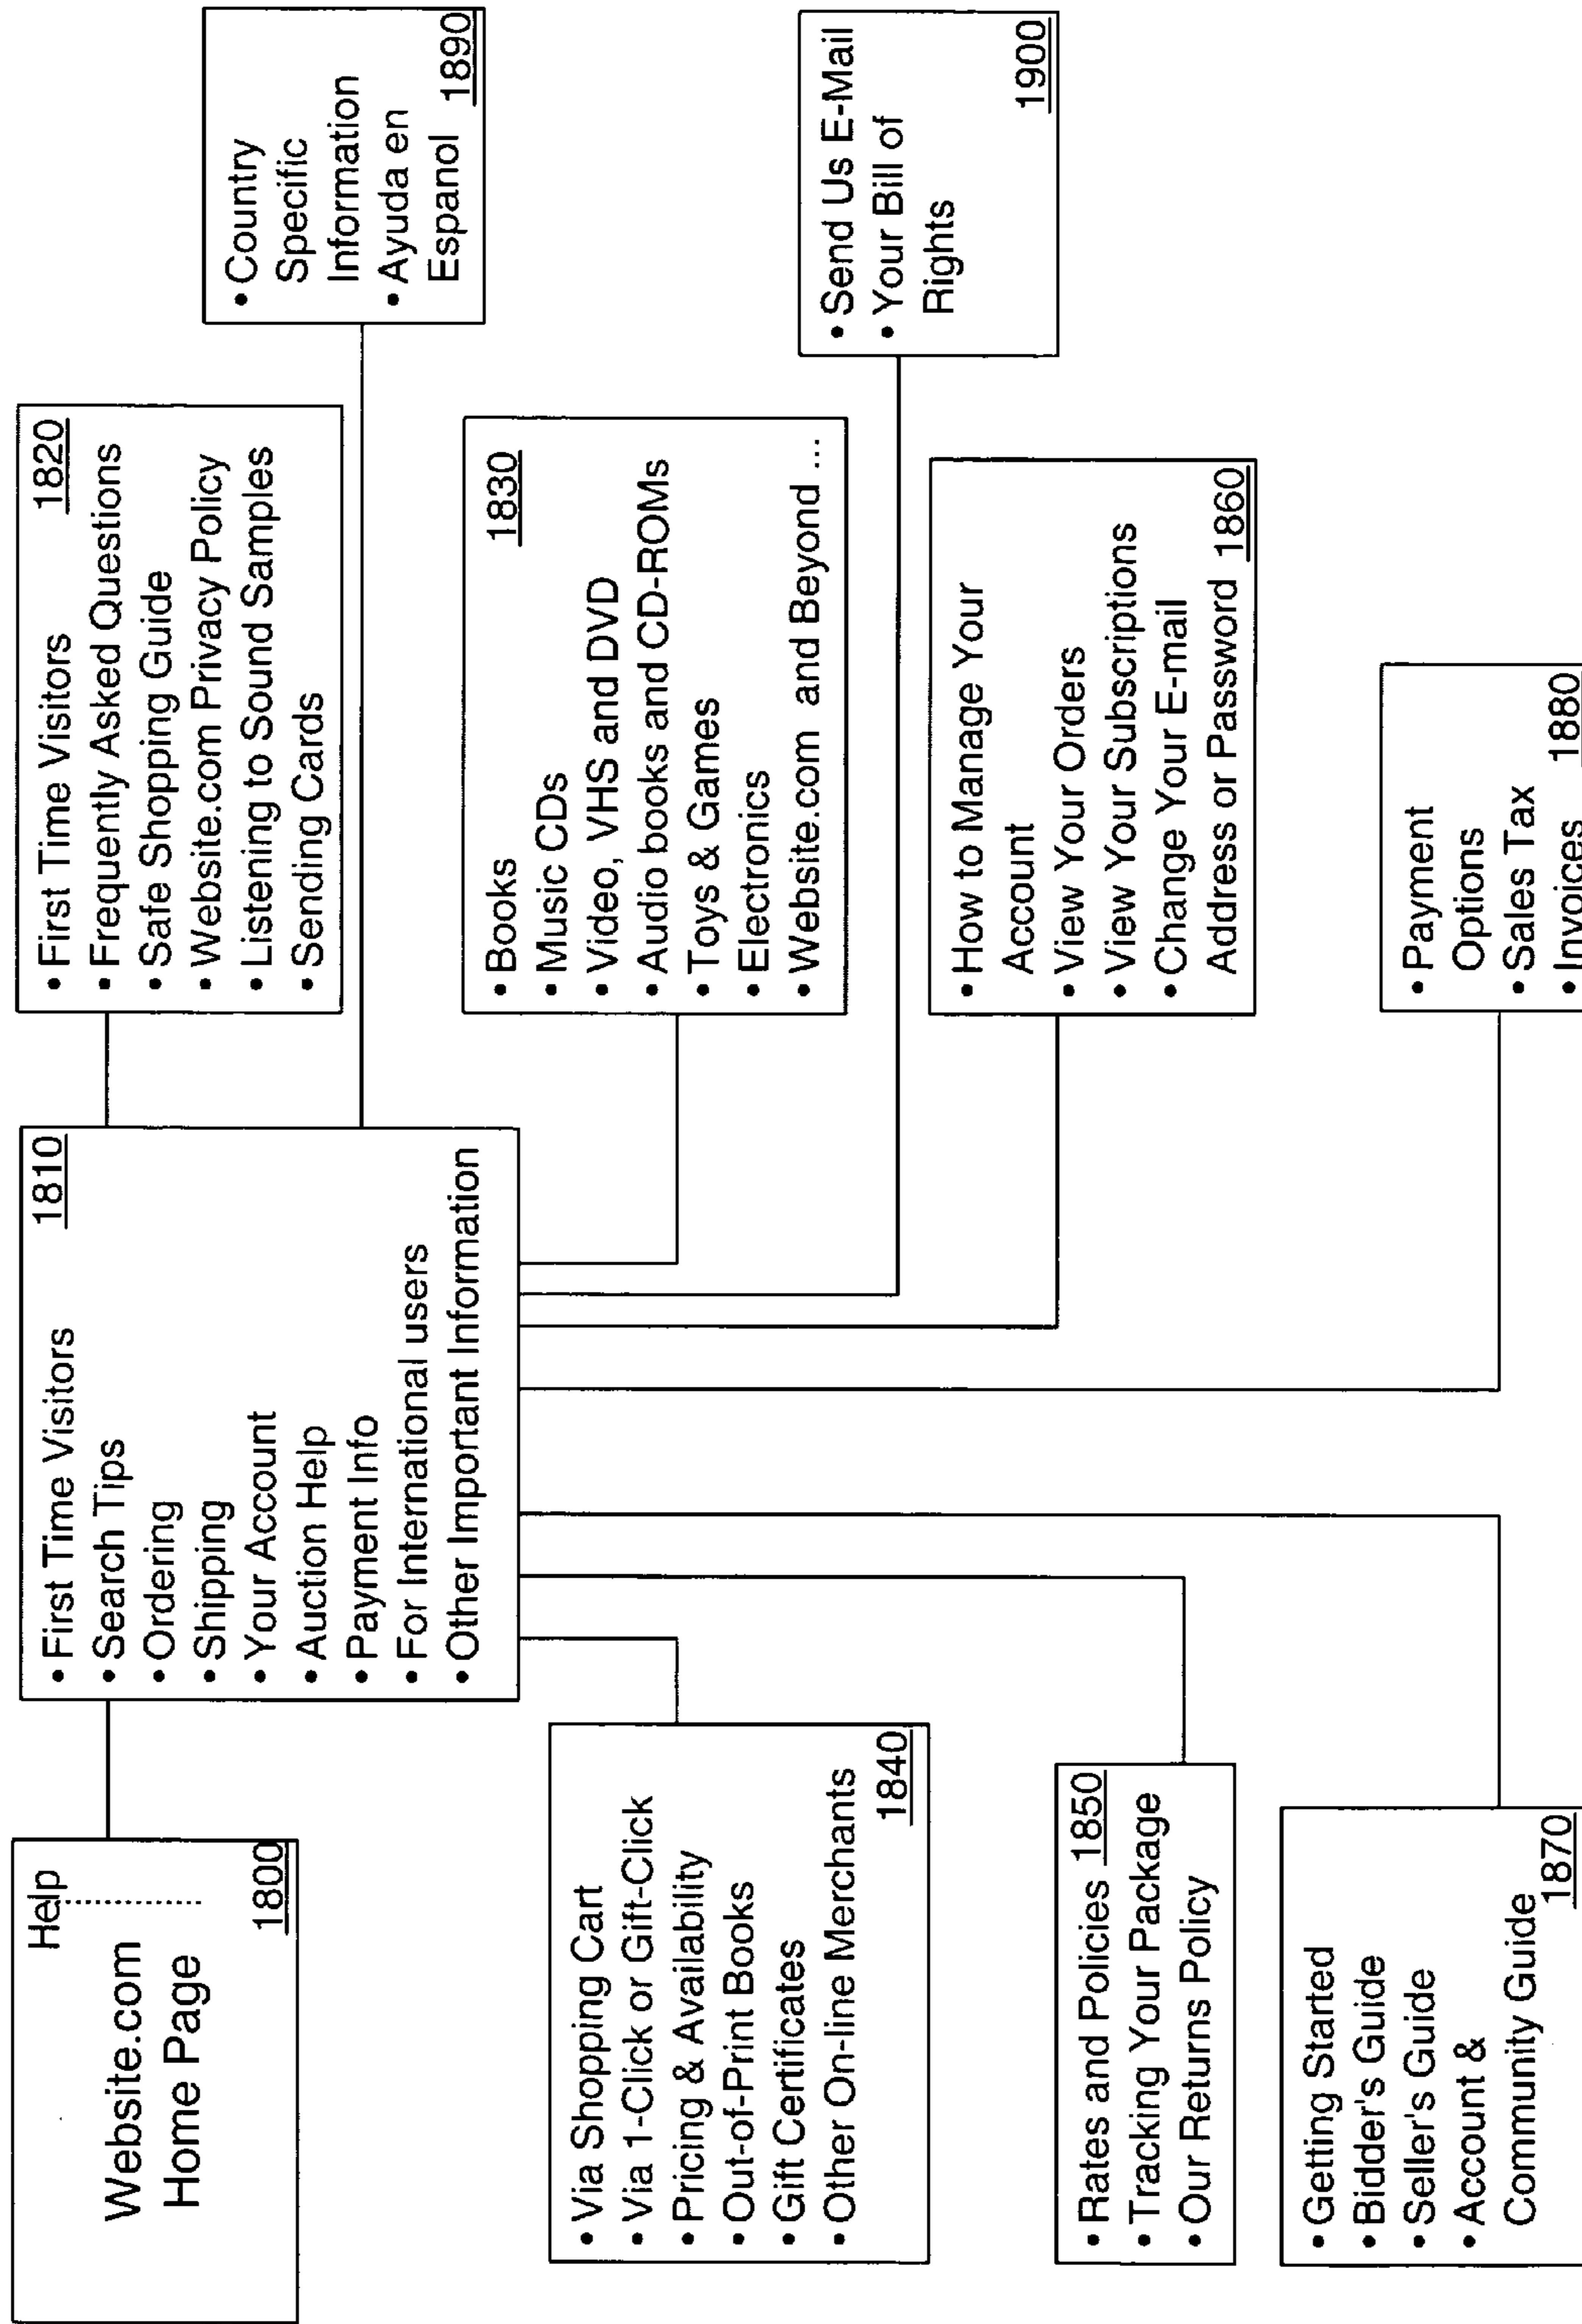 Help
Website.com
Home Page
1800
• First Time Visitors
1810
• Search Tips
• Ordering
• Shipping
• Your Account
• Auction Help
• Payment Info
• For International users
• Other Important Information
• First Time Visitors
1820
• Frequently Asked Questions
• Safe Shopping Guide
• Website.com Privacy Policy
• Listening to Sound Samples
• Sending Cards
• Country
Specific
Information
• Ayuda en
Espanol 1890
• Books
1830
• Music CDs
• Video, VHS and DVD
• Audio books and CD-ROMs
• Toys & Games
• Electronics
• Website.com and Beyond ...
• Send Us E-Mail
• Your Bill of
Rights
1900
• Via Shopping Cart
• Via 1-Click or Gift-Click
• Pricing & Availability
• Out-of-Print Books
• Gift Certificates
• Other On-line Merchants
1840
• How to Manage Your
Account
• View Your Orders
• View Your Subscriptions
• Change Your E-mail
Address or Password 1860
• Rates and Policies 1850
• Tracking Your Package
• Our Returns Policy
• Getting Started
• Bidder's Guide
• Seller's Guide
• Account &
Community Guide
1870
• Payment
Options
• Sales Tax
• Invoices 1880